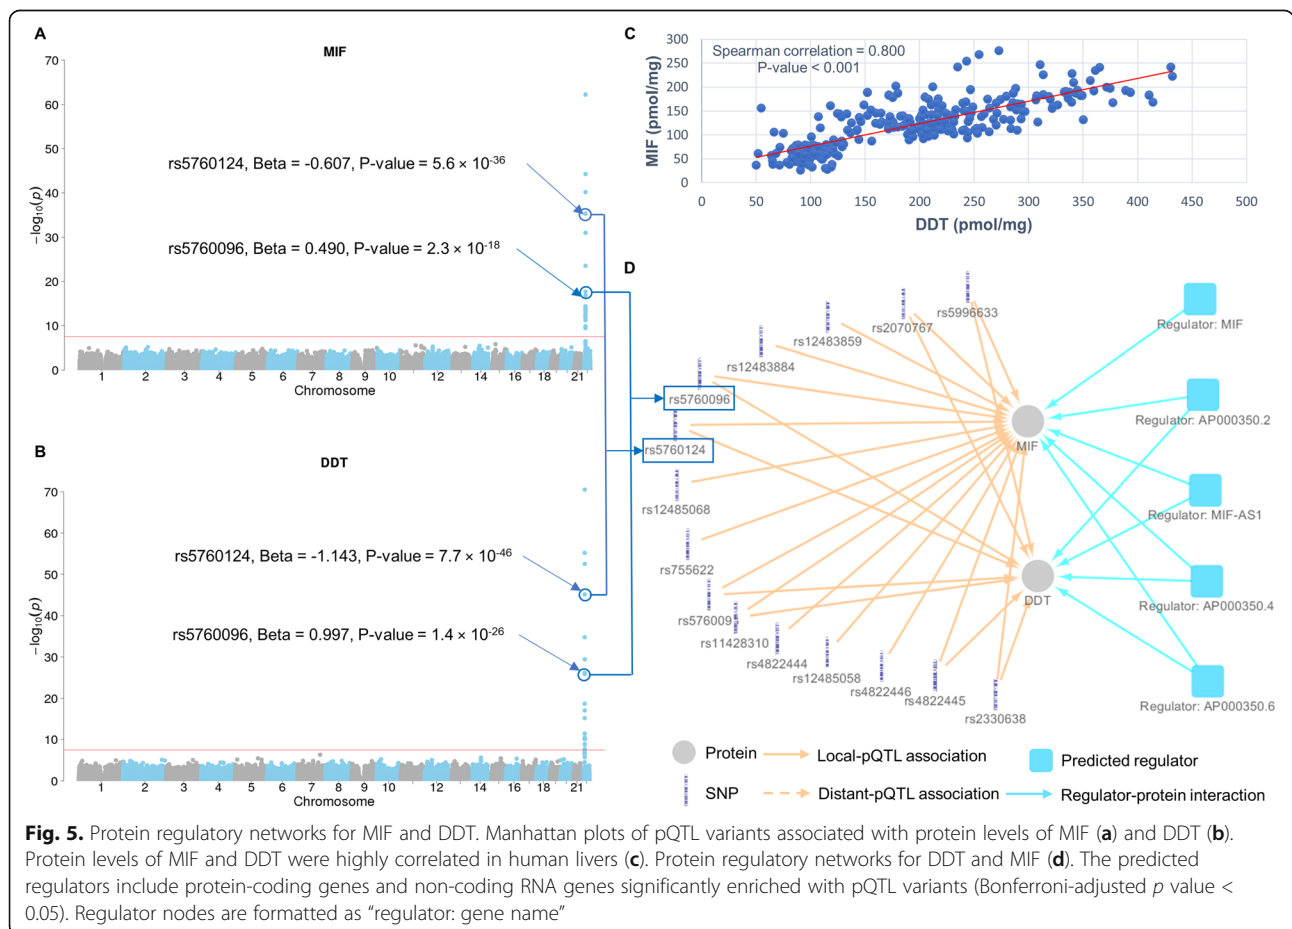 A
MIF
70
60
50
40
30
20
10
0
−log10(p)
rs5760124, Beta = -0.607, P-value = 5.6 × 10-36
rs5760096, Beta = 0.490, P-value = 2.3 × 10-18
1 2 3 4 5 6 7 8 9 10 12 14 16 18 21
Chromosome
B
DDT
70
60
50
40
30
20
10
0
−log10(p)
rs5760124, Beta = -1.143, P-value = 7.7 × 10-46
rs5760096, Beta = 0.997, P-value = 1.4 × 10-26
1 2 3 4 5 6 7 8 9 10 12 14 16 18 21
Chromosome
C
Spearman correlation = 0.800
P-value < 0.001
MIF (pmol/mg)
300
250
200
150
100
50
0
0 50 100 150 200 250 300 350 400 450 500
DDT (pmol/mg)
D
rs5996633
rs2070767
rs12483859
rs12483884
rs5760096
rs5760124
rs12485068
rs755622
rs576009
rs11428310
rs4822444
rs12485058
rs4822446
rs4822445
rs2330638
MIF
DDT
Regulator: MIF
Regulator: AP000350.2
Regulator: MIF-AS1
Regulator: AP000350.4
Regulator: AP000350.6
Protein
Local-pQTL association
Predicted regulator
SNP
Distant-pQTL association
Regulator-protein interaction
Fig. 5. Protein regulatory networks for MIF and DDT. Manhattan plots of pQTL variants associated with protein levels of MIF (a) and DDT (b).
Protein levels of MIF and DDT were highly correlated in human livers (c). Protein regulatory networks for DDT and MIF (d). The predicted
regulators include protein-coding genes and non-coding RNA genes significantly enriched with pQTL variants (Bonferroni-adjusted p value <
0.05). Regulator nodes are formatted as “regulator: gene name”